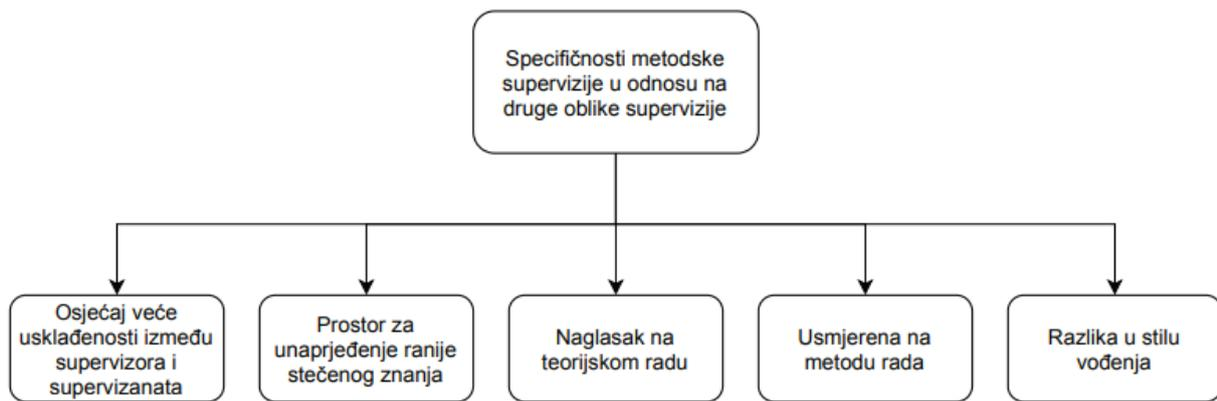 Specifičnosti metodske
supervizije u odnosu na
druge oblike supervizije
Osjećaj veće
usklađenosti između
supervizora i
supervizanata
Prostor za
unaprjeđenje ranije
stečenog znanja
Naglasak na
teorijskom radu
Usmjerena na
metodu rada
Razlika u stilu
vođenja